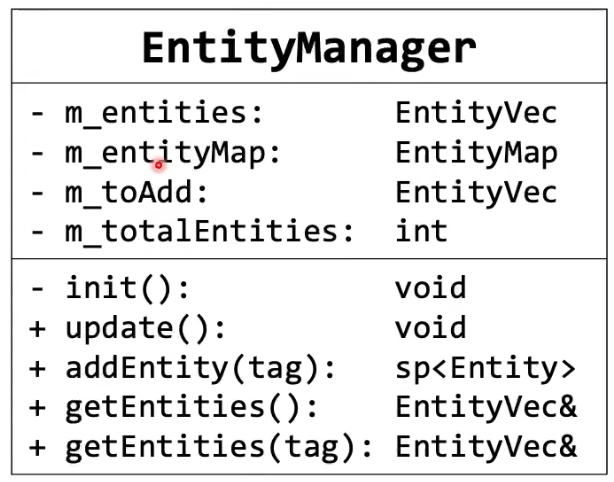 EntityManager
- m_entities: EntityVec
- m_entityMap: EntityMap
- m_toAdd: EntityVec
- m_totalEntities: int
- init(): void
+ update(): void
+ addEntity(tag): sp<Entity>
+ getEntities(): EntityVec&
+ getEntities(tag): EntityVec&